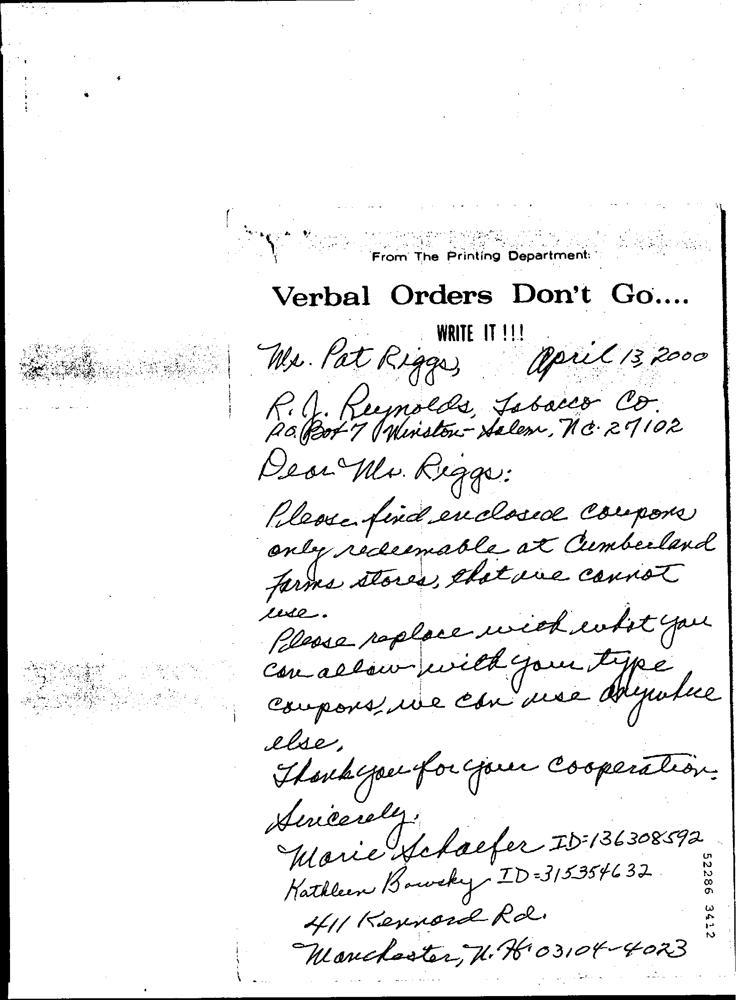 From The Printing Department:
Verbal Orders Don't Go....
WRITE IT !!!
Mr. Pat Riggs, April 13, 2000
R. J. Reynolds, Tobacco Co.
P.O. Box 7 Winston-Salem, N.C. 27102
Dear Mr. Riggs:
Please find enclosed coupons
only redeemable at Cumberland
Farms stores, that we cannot
use.
Please replace with what you
can allow with your type
coupons, we can use anywhere
else.
Thank you for your cooperation.
Sincerely,
Marie Schaefer ID=136308592
Kathleen ID=315354632
411 Kennard Rd.
Manchester, N.H. 03104-4023
52286 3412